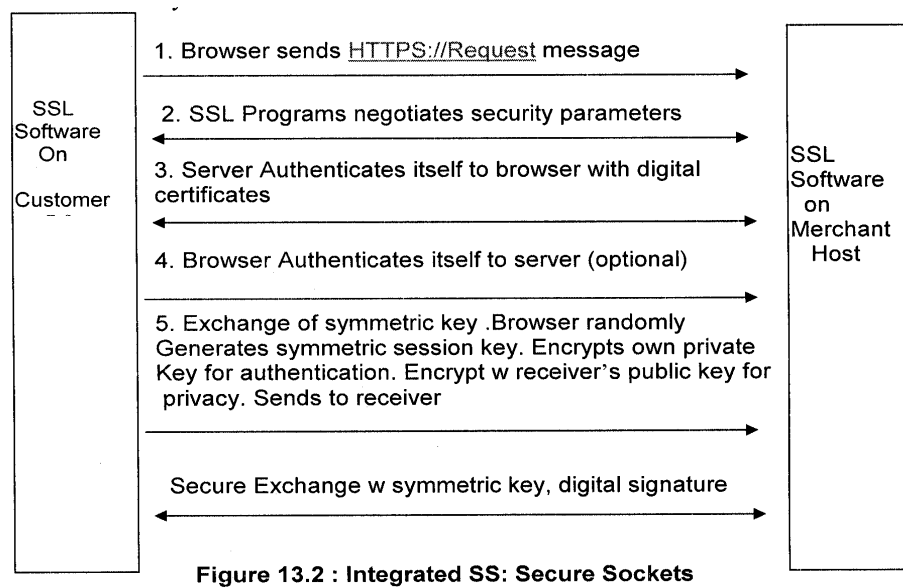 1. Browser sends HTTPS://Request message
SSL
Software
On
Customer
2. SSL Programs negotiates security parameters
3. Server Authenticates itself to browser with digital
certificates
4. Browser Authenticates itself to server (optional)
5. Exchange of symmetric key .Browser randomly
Generates symmetric session key. Encrypts own private
Key for authentication. Encrypt w receiver's public key for
privacy. Sends to receiver
Secure Exchange w symmetric key, digital signature
SSL
Software
on
Merchant
Host
Figure 13.2 : Integrated SS: Secure Sockets